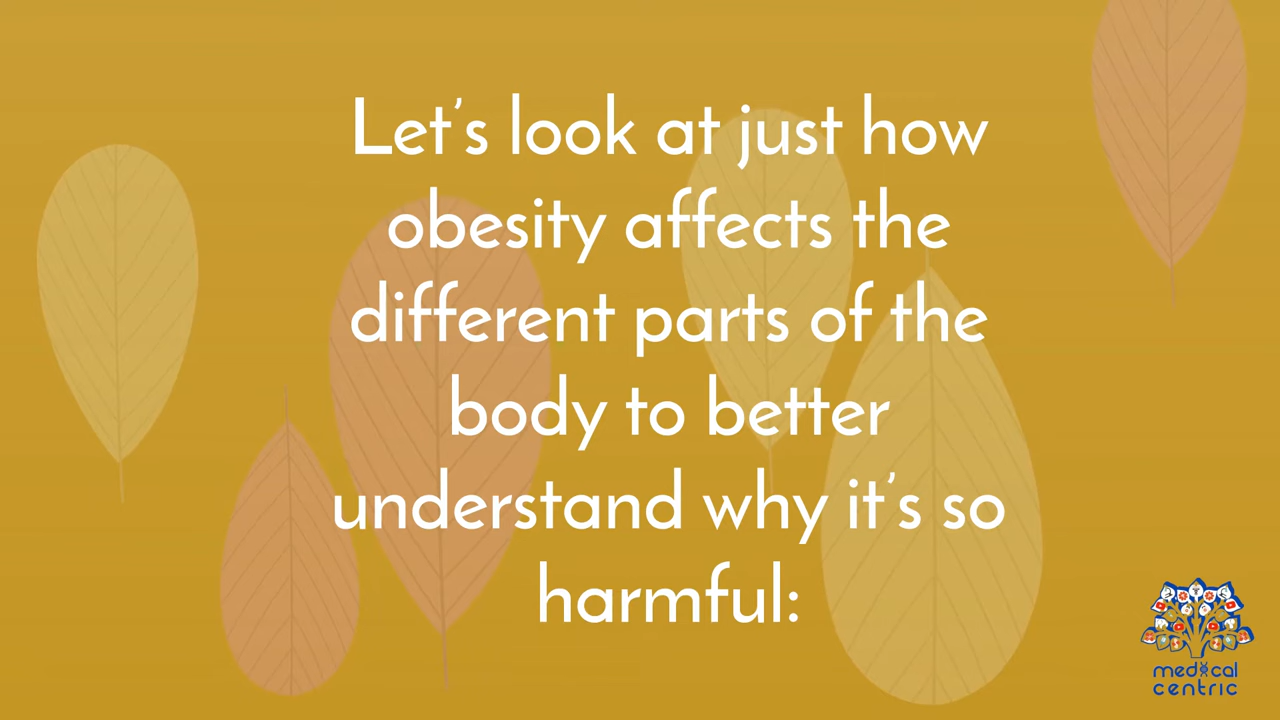 Let's look at just how
obesity affects the
different parts of the
body to better
understand why it's so
harmful:
medical
centric